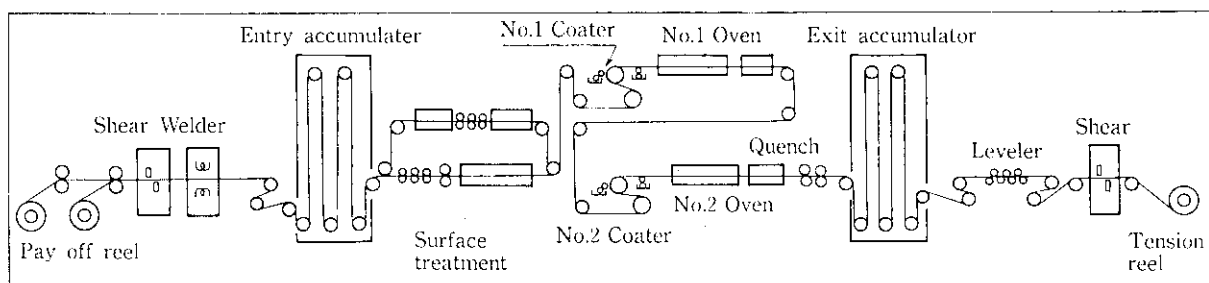 Pay off reel
Shear Welder
Entry accumulater
Surface
treatment
No.1 Coater
No.1 Oven
No.2 Coater
No.2 Oven
Quench
Exit accumulator
Leveler
Shear
Tension
reel